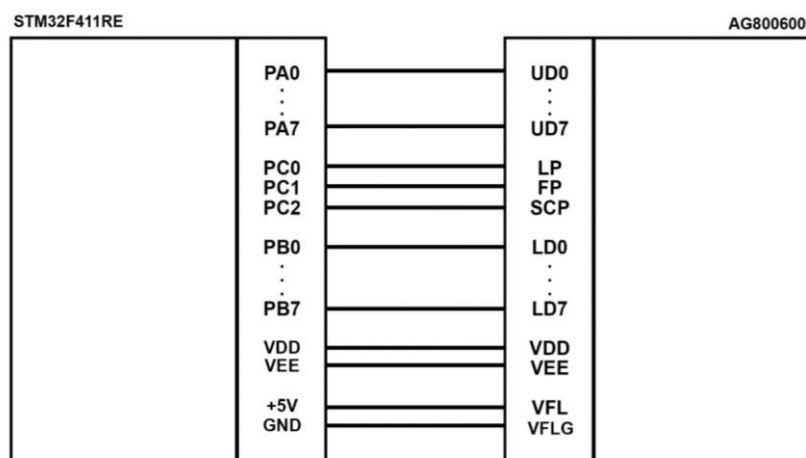 STM32F411RE AG800600
PA0 UD0
PA7 UD7
PC0 LP
PC1 FP
PC2 SCP
PB0 LD0
PB7 LD7
VDD VDD
VEE VEE
+5V VFL
GND VFLG